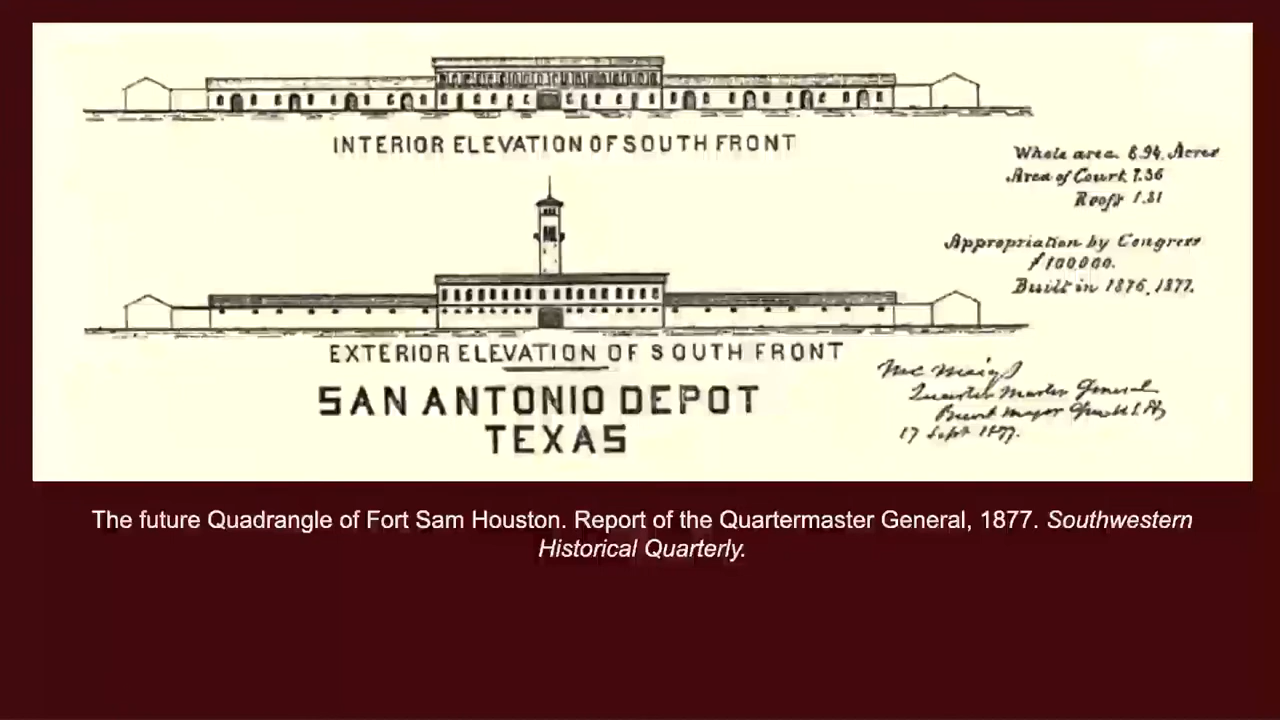 INTERIOR ELEVATION OF SOUTH FRONT
Whole area 8.94. Acres
Area of Court 7.36
Roofs 1.31
Appropriation by Congress
$100000.
Built in 1876, 1877.
EXTERIOR ELEVATION OF SOUTH FRONT
SAN ANTONIO DEPOT
TEXAS
MC Meigs
Quarter Master General
Major
17 Sept 1877.
The future Quadrangle of Fort Sam Houston. Report of the Quartermaster General, 1877. Southwestern
Historical Quarterly.